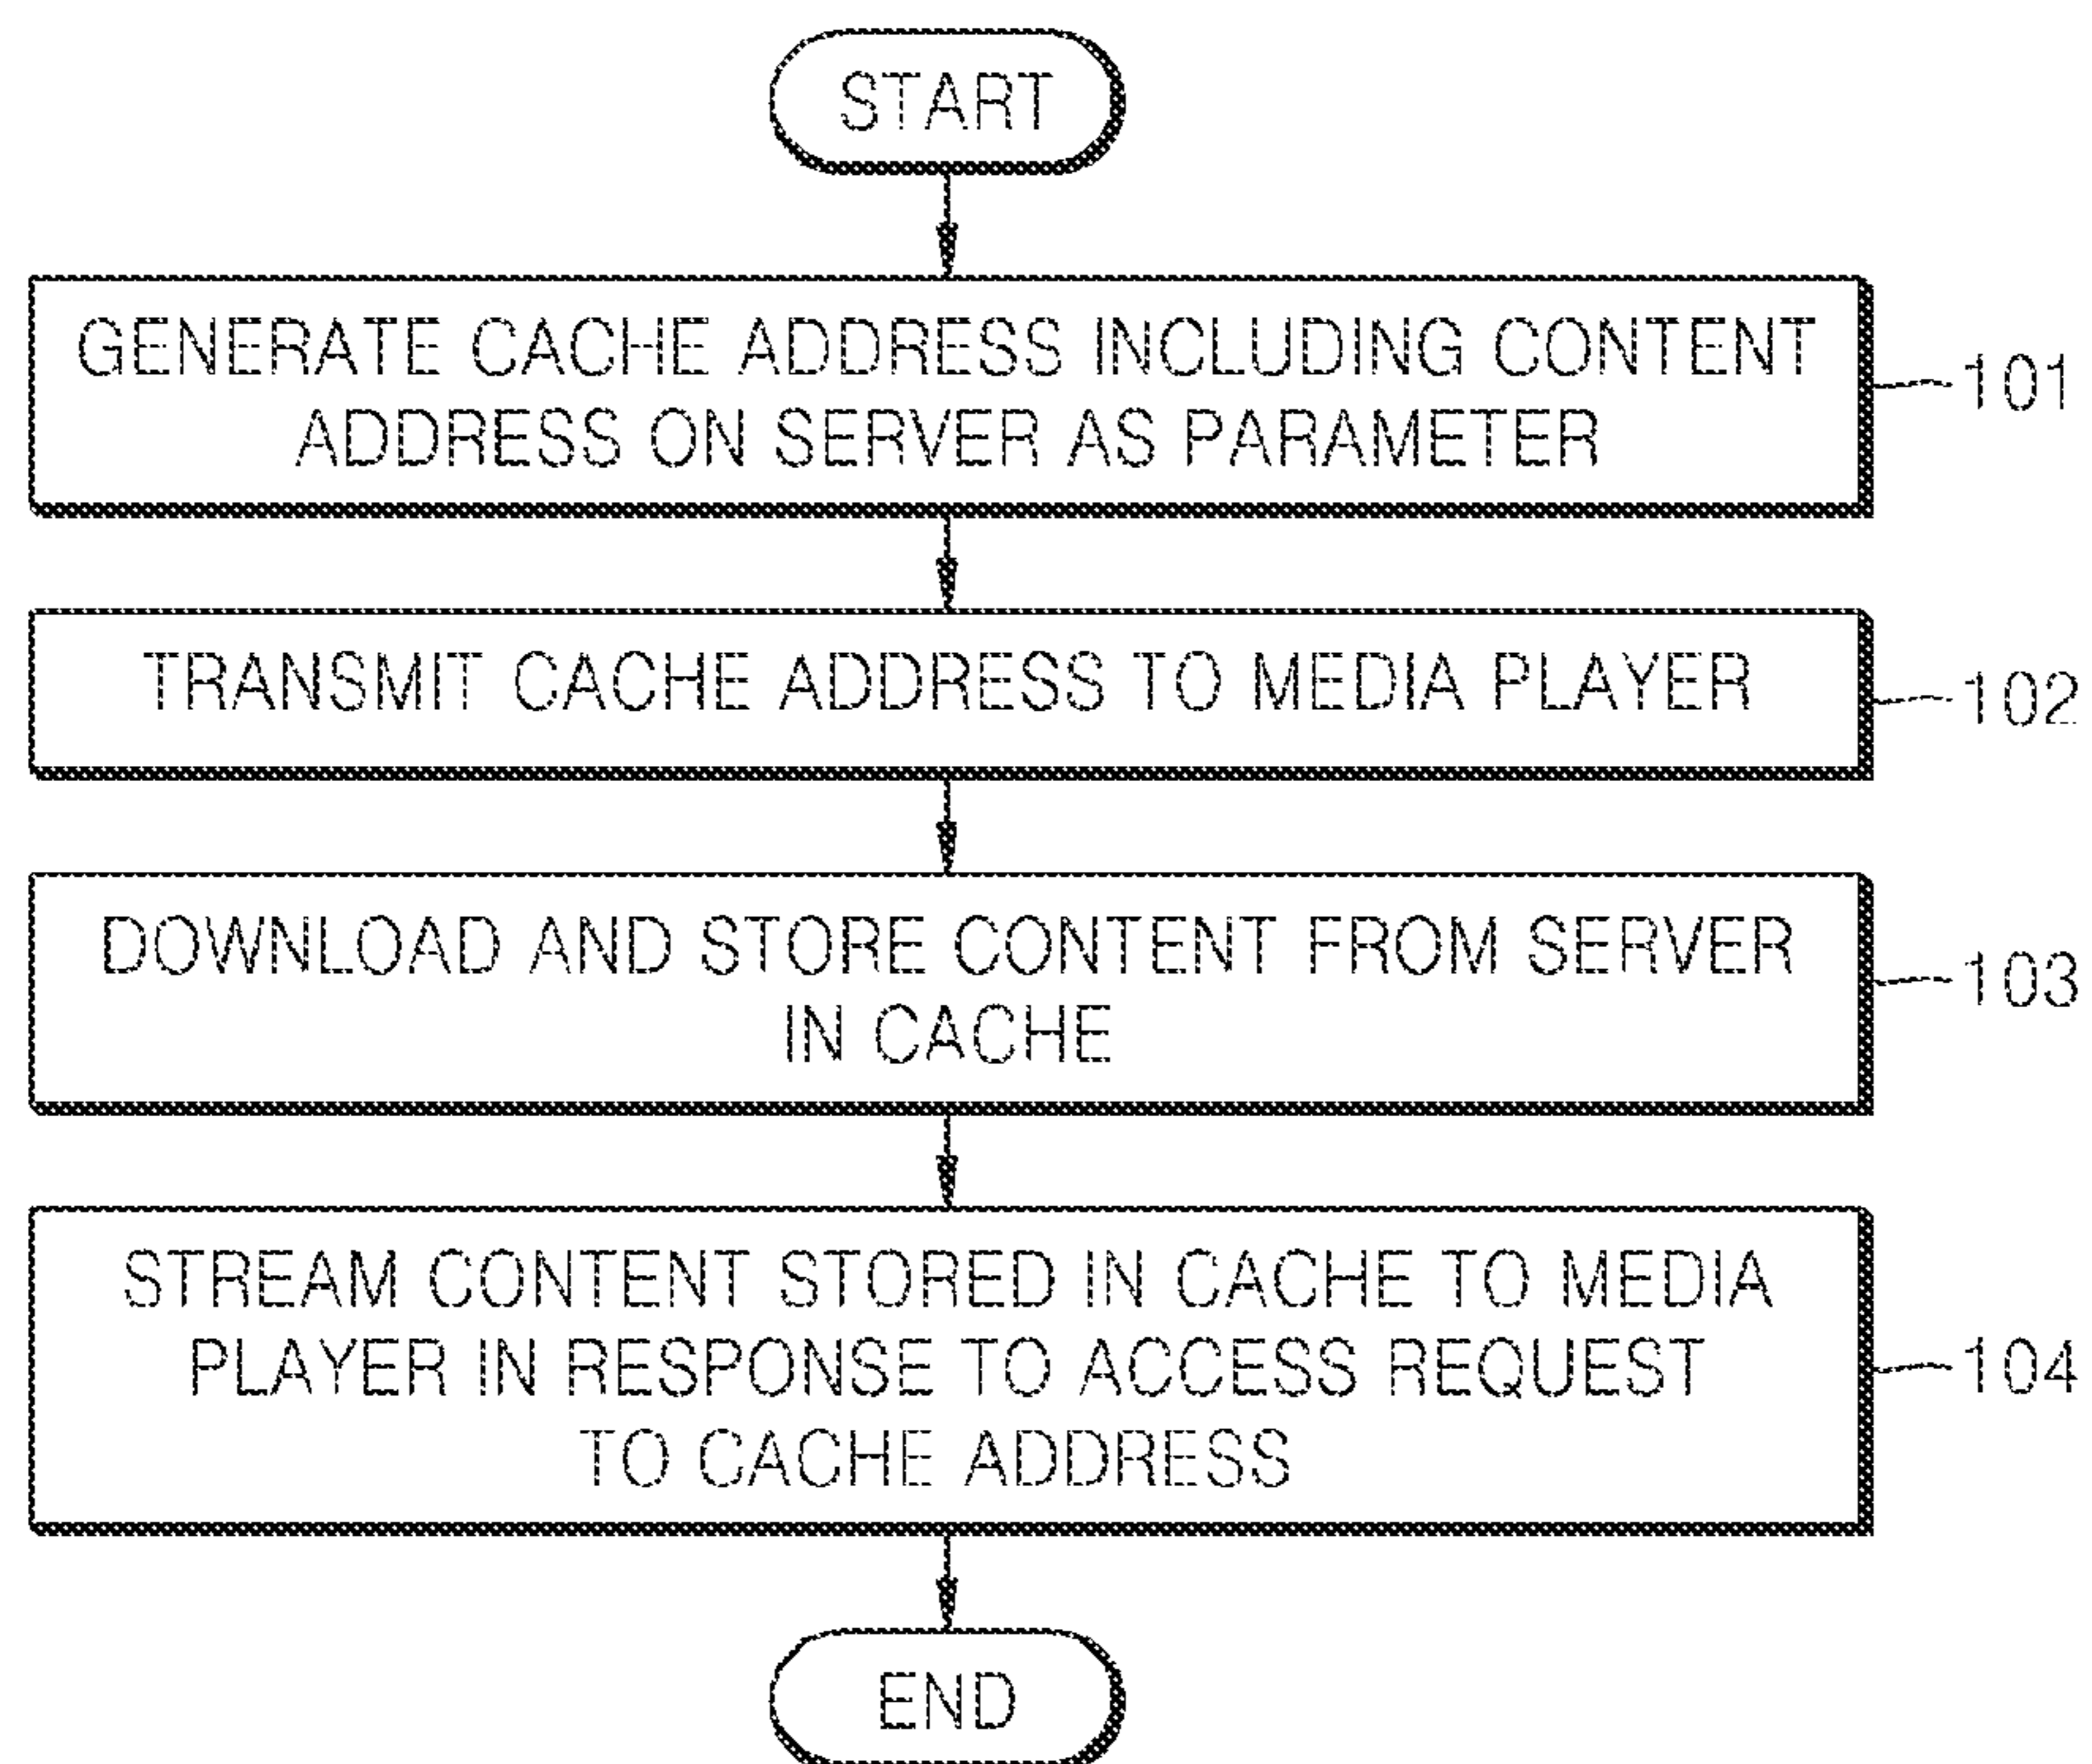 START
GENERATE CACHE ADDRESS INCLUDING CONTENT
ADDRESS ON SERVER AS PARAMETER
101
TRANSMIT CACHE ADDRESS TO MEDIA PLAYER
102
DOWNLOAD AND STORE CONTENT FROM SERVER
IN CACHE
103
STREAM CONTENT STORED IN CACHE TO MEDIA
PLAYER IN RESPONSE TO ACCESS REQUEST
TO CACHE ADDRESS
104
END